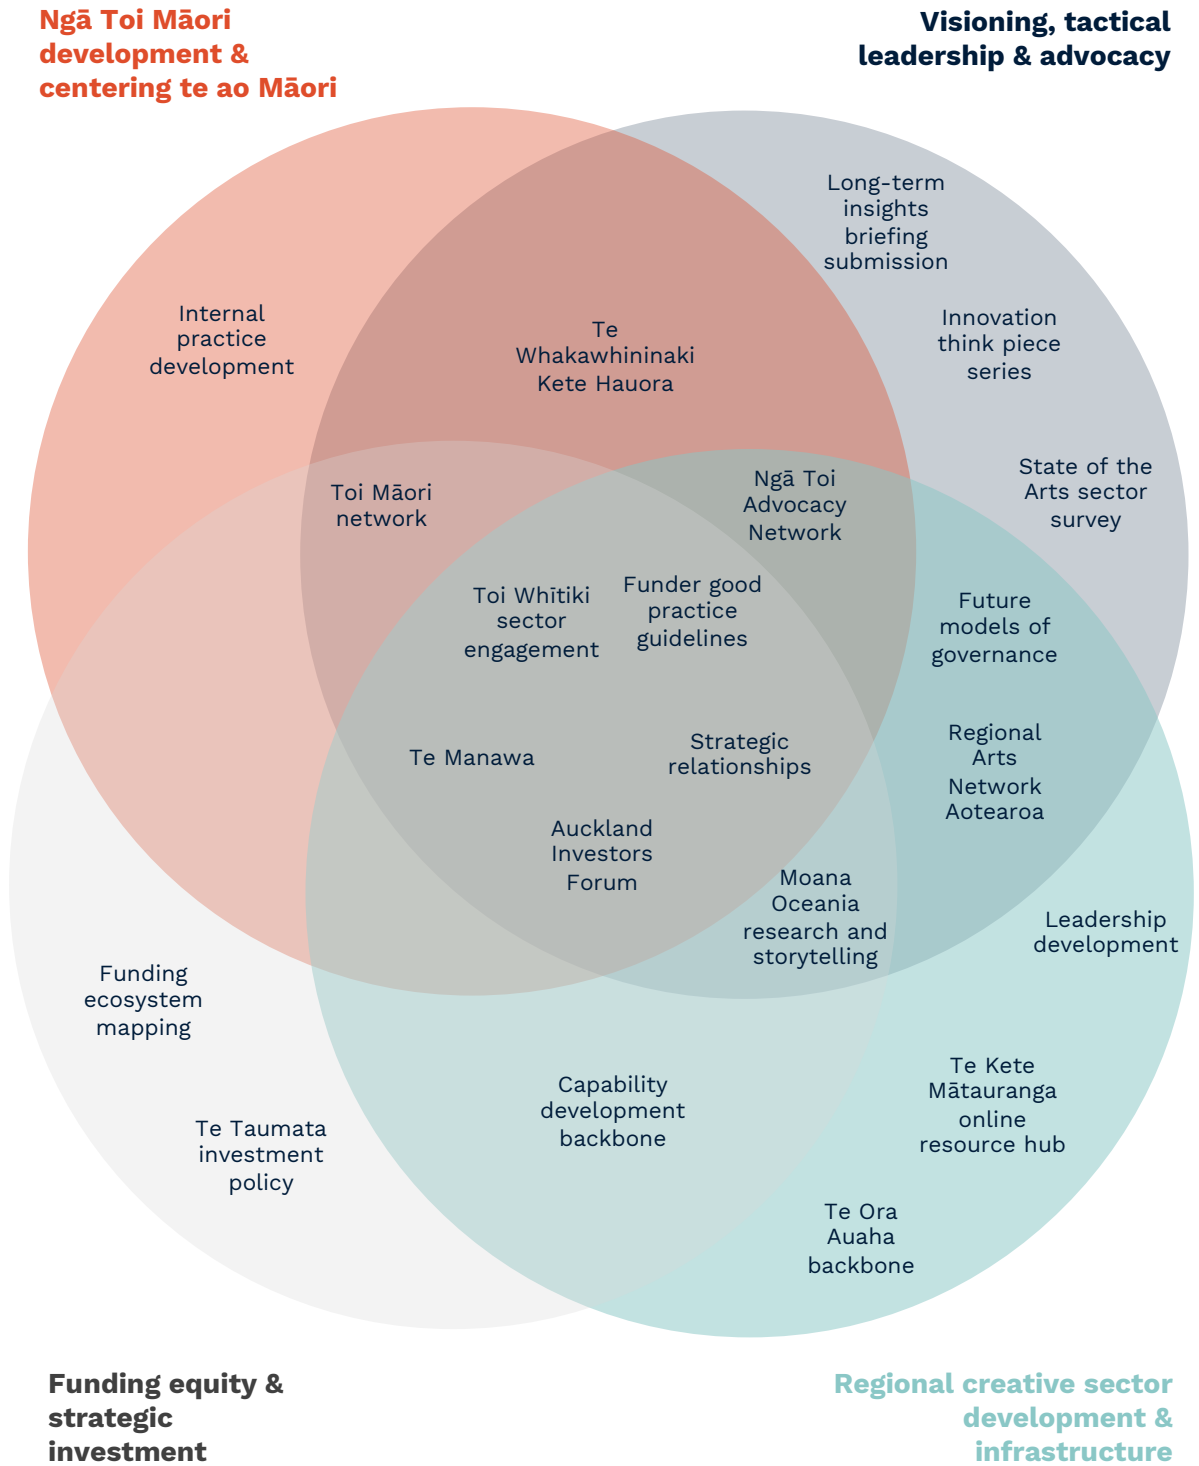 Ngā Toi Māori
development &
centering te ao Māori
Visioning, tactical
leadership & advocacy
Long-term
insights
briefing
submission
Internal
practice
development
Te
Whakawhininaki
Kete Hauora
Innovation
think piece
series
State of the
Arts sector
survey
Toi Māori
network
Ngā Toi
Advocacy
Network
Toi Whītiki
sector
engagement
Funder good
practice
guidelines
Future
models of
governance
Te Manawa
Strategic
relationships
Regional
Arts
Network
Aotearoa
Auckland
Investors
Forum
Moana
Oceania
research and
storytelling
Leadership
development
Funding
ecosystem
mapping
Capability
development
backbone
Te Kete
Mātauranga
online
resource hub
Te Taumata
investment
policy
Te Ora
Auaha
backbone
Funding equity &
strategic
investment
Regional creative sector
development &
infrastructure